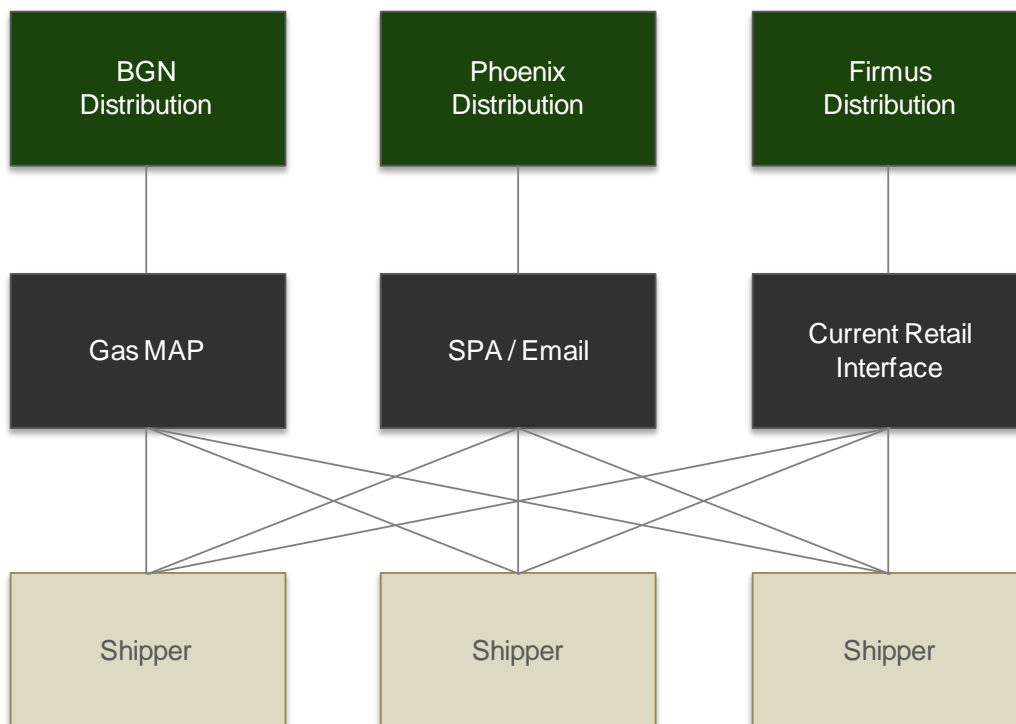 BGN
Distribution
Phoenix
Distribution
Firmus
Distribution
Gas MAP
SPA / Email
Current Retail
Interface
Shipper
Shipper
Shipper